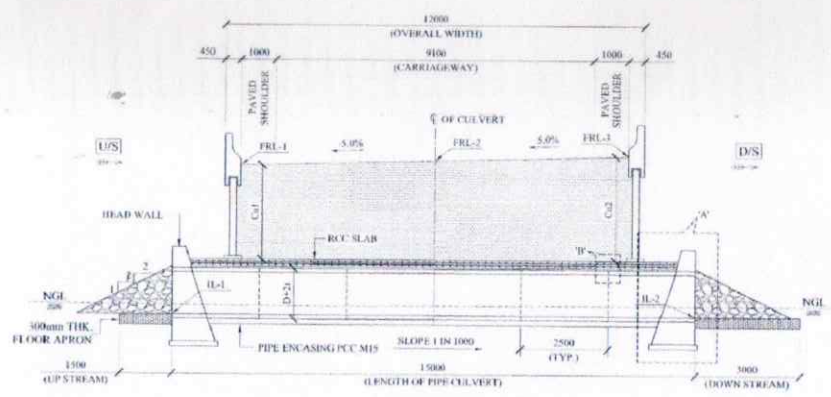 12000
(OVERALL WIDTH)
450
1000
9100
1000
450
(CARRIAGEWAY)
PAVED
SHOULDER
℄ OF CULVERT
PAVED
SHOULDER
U/S
FRL-1
5.0%
FRL-2
5.0%
FRL-3
D/S
HEAD WALL
Cu1
Cu2
'A'
RCC SLAB
'B'
2
1
IL-1
D+2t
IL-2
NGL
NGL
300mm THK.
FLOOR APRON
PIPE ENCASING PCC M15
SLOPE 1 IN 1000
2500
(TYP.)
1500
15000
3000
(UP STREAM)
(LENGTH OF PIPE CULVERT)
(DOWN STREAM)